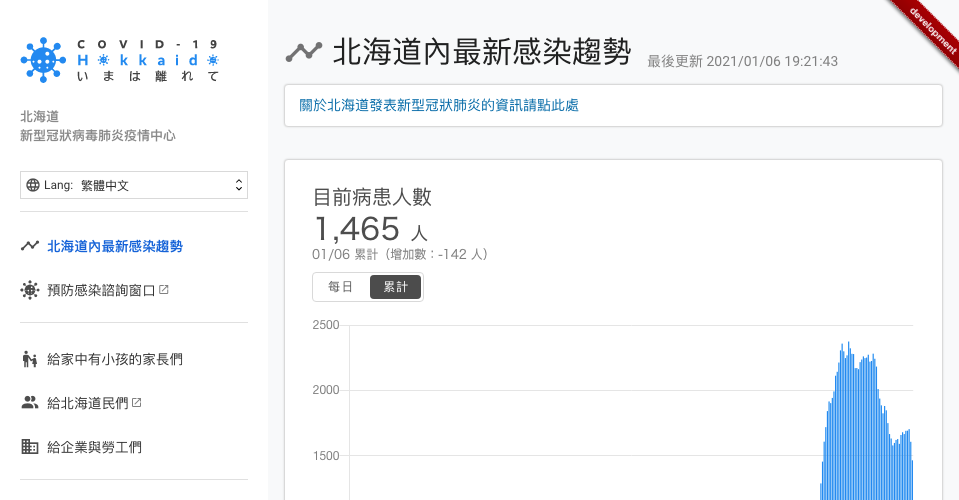 COVID-19
Hokkaido
いまは離れて
北海道
新型冠狀病毒肺炎疫情中心
Lang: 繁體中文
北海道內最新感染趨勢
預防感染諮詢窗口
給家中有小孩的家長們
給北海道民們
給企業與勞工們
development
北海道內最新感染趨勢 最後更新 2021/01/06 19:21:43
關於北海道發表新型冠狀肺炎的資訊請點此處
目前病患人數
1,465 人
01/06 累計（增加數：-142 人）
每日 累計
2500
2000
1500